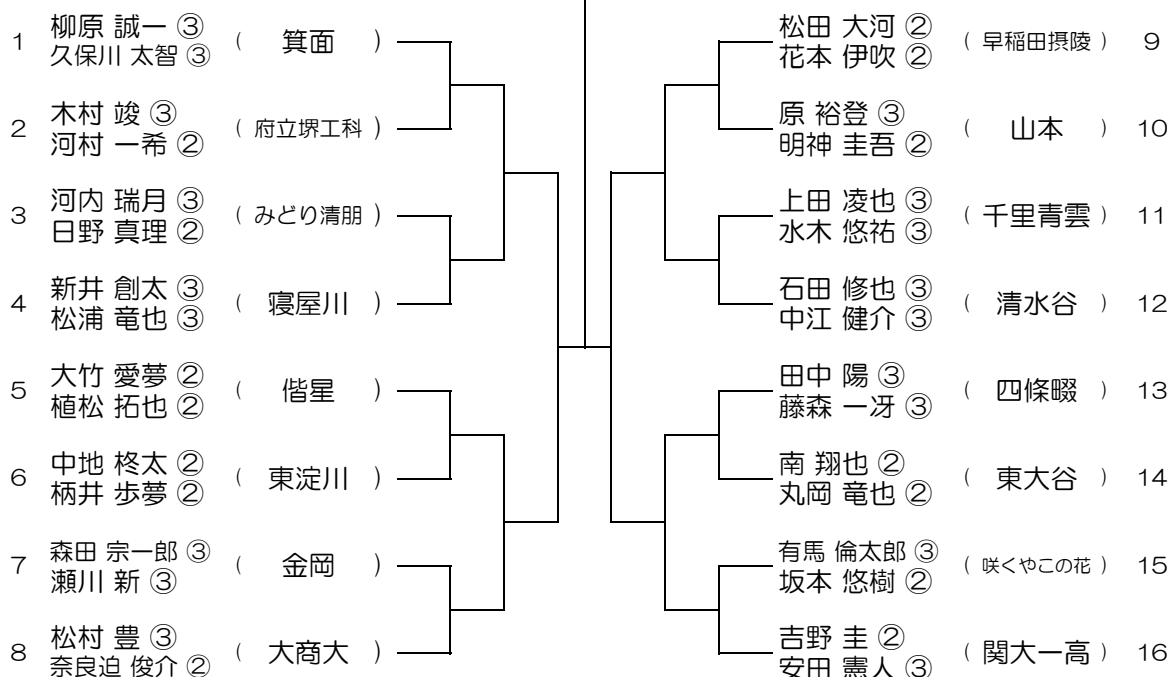 1 柳原 誠一 ③ ( 箕面 )
久保川 太智 ③
2 木村 竣 ③ ( 府立堺工科 )
河村 一希 ②
3 河内 瑞月 ③ ( みどり清朋 )
日野 真理 ②
4 新井 創太 ③ ( 寝屋川 )
松浦 竜也 ③
5 大竹 愛夢 ② ( 偕星 )
植松 拓也 ②
6 中地 柊太 ② ( 東淀川 )
柄井 歩夢 ②
7 森田 宗一郎 ③ ( 金岡 )
瀬川 新 ③
8 松村 豊 ③ ( 大商大 )
奈良迫 俊介 ②
松田 大河 ② ( 早稲田摂陵 ) 9
花本 伊吹 ②
原 裕登 ③ ( 山本 ) 10
明神 圭吾 ②
上田 凌也 ③ ( 千里青雲 ) 11
水木 悠祐 ③
石田 修也 ③ ( 清水谷 ) 12
中江 健介 ③
田中 陽 ③ ( 四條畷 ) 13
藤森 一冴 ③
南 翔也 ② ( 東大谷 ) 14
丸岡 竜也 ②
有馬 倫太郎 ③ ( 咲くやこの花 ) 15
坂本 悠樹 ②
吉野 圭 ② ( 関大一高 ) 16
安田 憲人 ③